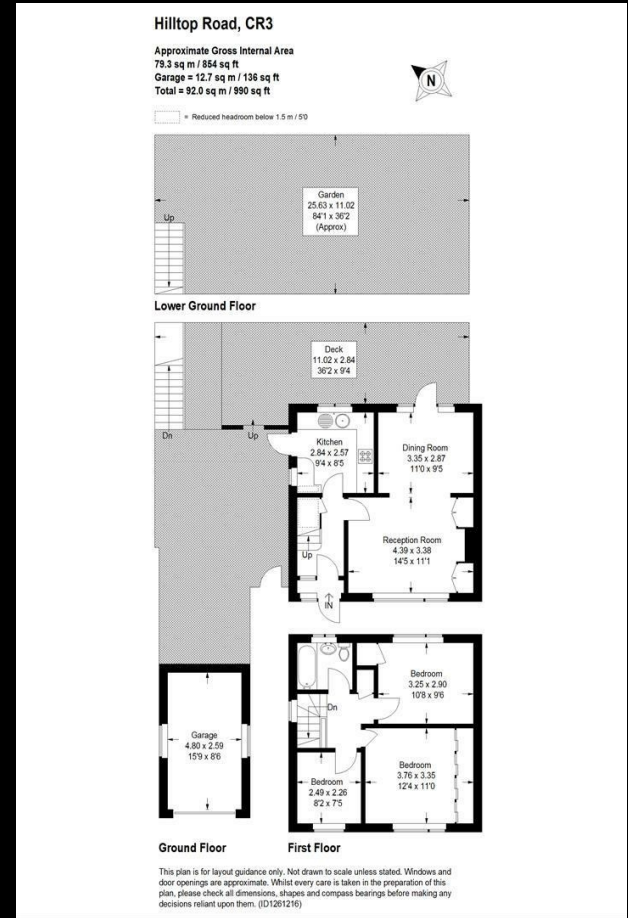 Hilltop Road, CR3
Approximate Gross Internal Area
79.3 sq m / 854 sq ft
Garage = 12.7 sq m / 136 sq ft
Total = 92.0 sq m / 990 sq ft
N
= Reduced headroom below 1.5 m / 5'0
Garden
25.63 x 11.02
84'1 x 36'2
(Approx)
Up
Lower Ground Floor
Deck
11.02 x 2.84
36'2 x 9'4
Dn
Up
Kitchen
2.84 x 2.57
9'4 x 8'5
Dining Room
3.35 x 2.87
11'0 x 9'5
Reception Room
4.39 x 3.38
14'5 x 11'1
Up
IN
Bedroom
3.25 x 2.90
10'8 x 9'6
Dn
Garage
4.80 x 2.59
15'9 x 8'6
Bedroom
3.76 x 3.35
12'4 x 11'0
Bedroom
2.49 x 2.26
8'2 x 7'5
Ground Floor
First Floor
This plan is for layout guidance only. Not drawn to scale unless stated. Windows and
door openings are approximate. Whilst every care is taken in the preparation of this
plan, please check all dimensions, shapes and compass bearings before making any
decisions reliant upon them. (ID1261216)